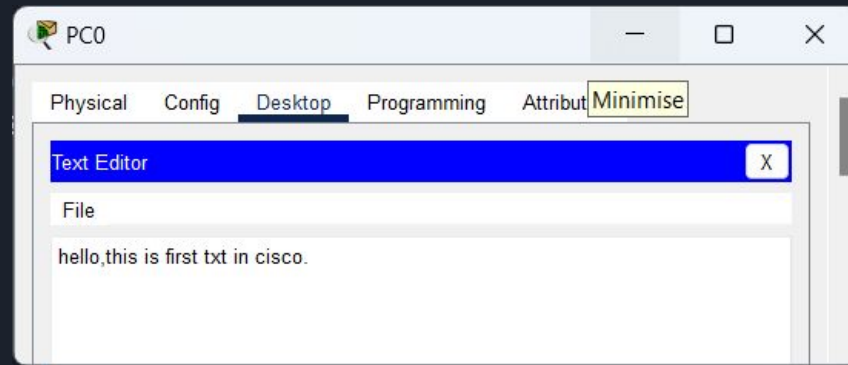 PC0
Physical Config Desktop Programming Attribut
Minimise
Text Editor X
File
hello,this is first txt in cisco.